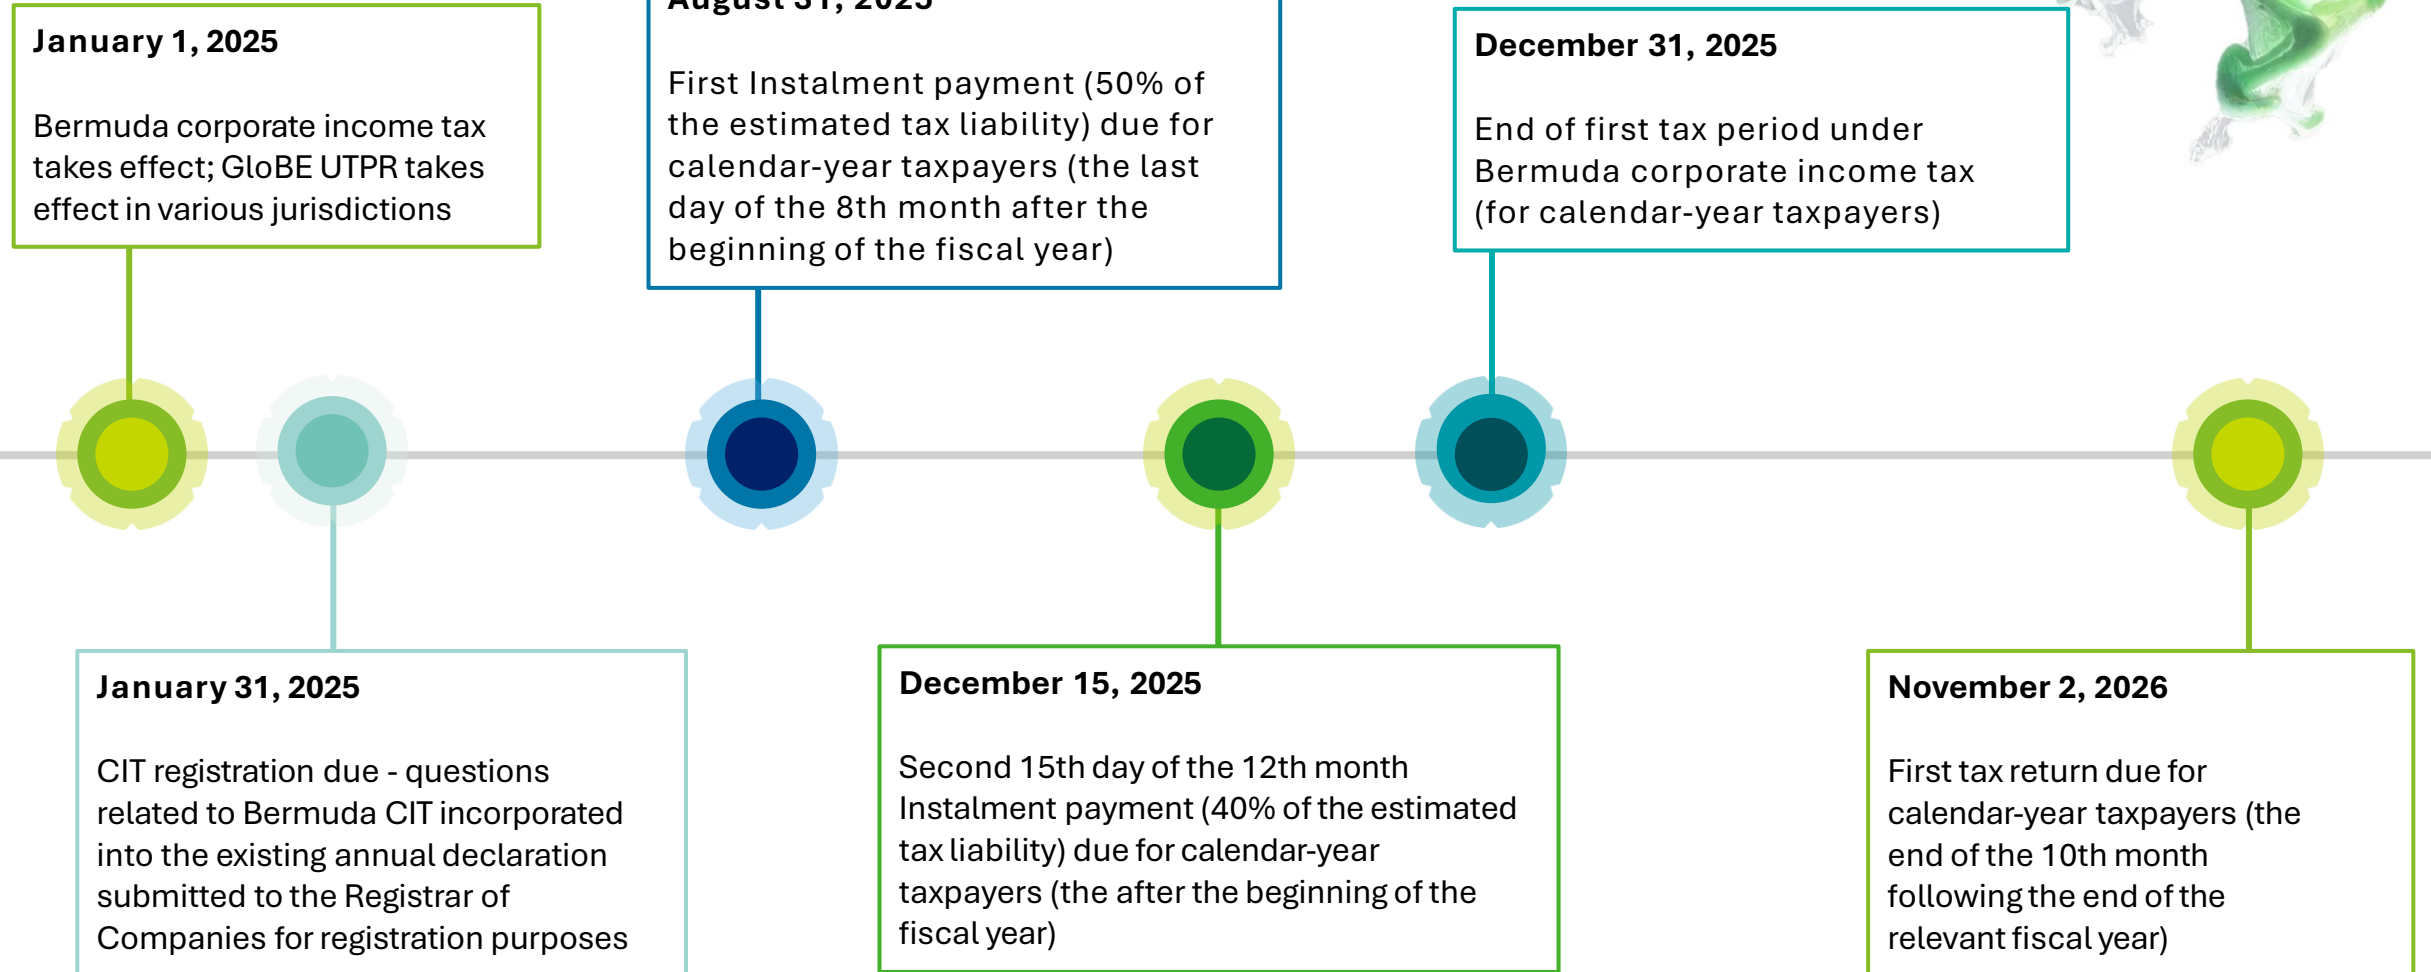 January 1, 2025
Bermuda corporate income tax
takes effect; GloBE UTPR takes
effect in various jurisdictions
January 31, 2025
CIT registration due - questions
related to Bermuda CIT incorporated
into the existing annual declaration
submitted to the Registrar of
Companies for registration purposes
August 31, 2025
First Instalment payment (50% of
the estimated tax liability) due for
calendar-year taxpayers (the last
day of the 8th month after the
beginning of the fiscal year)
December 15, 2025
Second 15th day of the 12th month
Instalment payment (40% of the estimated
tax liability) due for calendar-year
taxpayers (the after the beginning of the
fiscal year)
December 31, 2025
End of first tax period under
Bermuda corporate income tax
(for calendar-year taxpayers)
November 2, 2026
First tax return due for
calendar-year taxpayers (the
end of the 10th month
following the end of the
relevant fiscal year)